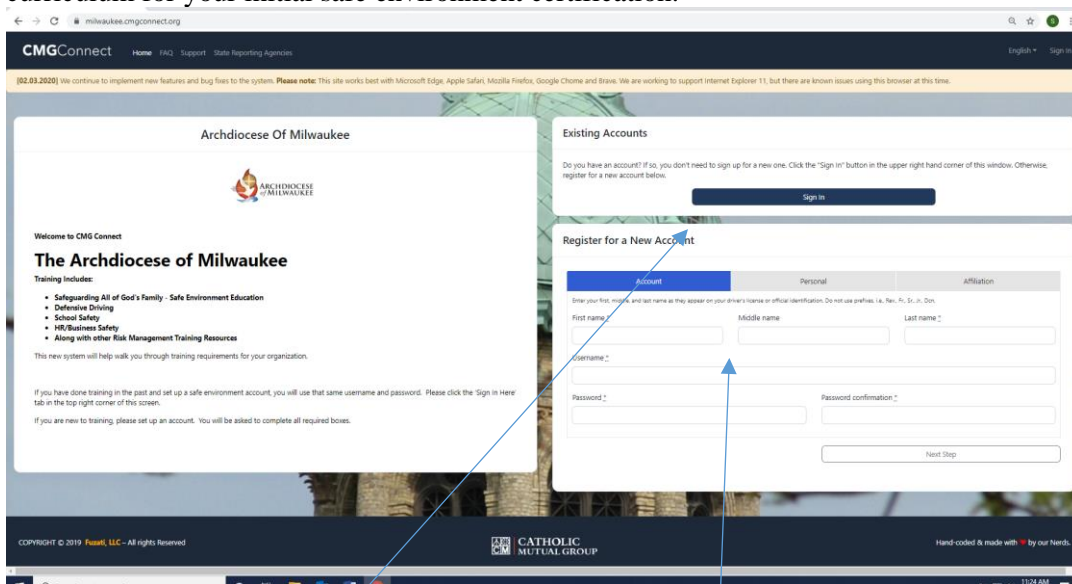 curriculum for your initial safe environment certification.
milwaukee.cmgconnect.org
CMGConnect Home FAQ Support State Reporting Agencies English Sign In
[02.03.2020] We continue to implement new features and bug fixes to the system. Please note: This site works best with Microsoft Edge, Apple Safari, Mozilla Firefox, Google Chome and Brave. We are working to support Internet Explorer 11, but there are known issues using this browser at this time.
Archdiocese Of Milwaukee
ARCHDIOCESE
of MILWAUKEE
Welcome to CMG Connect
The Archdiocese of Milwaukee
Training Includes:
• Safeguarding All of God's Family - Safe Environment Education
• Defensive Driving
• School Safety
• HR/Business Safety
• Along with other Risk Management Training Resources
This new system will help walk you through training requirements for your organization.
If you have done training in the past and set up a safe environment account, you will use that same username and password. Please click the 'Sign In Here'
tab in the top right corner of this screen.
If you are new to training, please set up an account. You will be asked to complete all required boxes.
Existing Accounts
Do you have an account? If so, you don't need to sign up for a new one. Click the "Sign In" button in the upper right hand corner of this window. Otherwise,
register for a new account below.
Sign In
Register for a New Account
Account Personal Affiliation
Enter your first, middle, and last name as they appear on your driver's license or official identification. Do not use prefixes, i.e., Rev., Fr., Sr., Jr., Dcn.
First name * Middle name Last name *
Username *
Password * Password confirmation *
Next Step
COPYRIGHT © 2019 Fuzati, LLC – All rights Reserved
CM CATHOLIC
MUTUAL GROUP
Hand-coded & made with ❤ by our Nerds.
11:24 AM